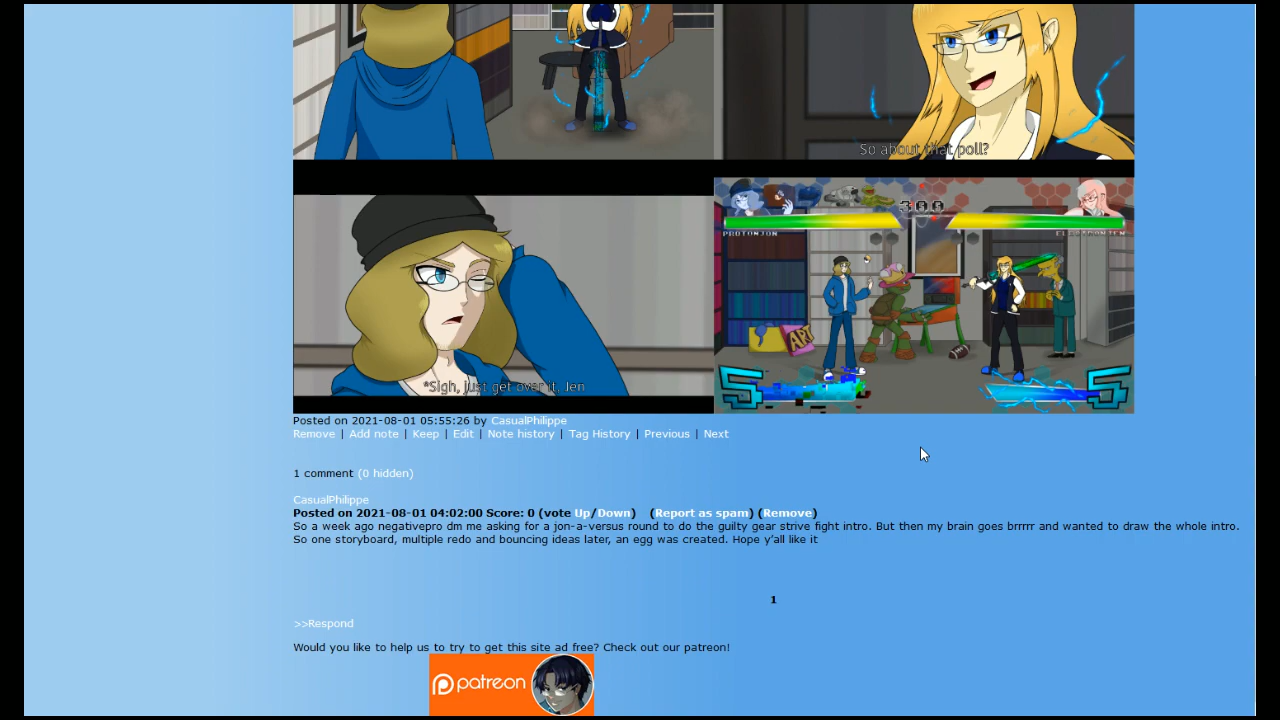 So about that poll?
*Sigh, just get over it, Jen
300
PROTONJON
ART
Posted on 2021-08-01 05:55:26 by CasualPhilippe
Remove | Add note | Keep | Edit | Note history | Tag History | Previous | Next
1 comment (0 hidden)
CasualPhilippe
Posted on 2021-08-01 04:02:00 Score: 0 (vote Up/Down) (Report as spam) (Remove)
So a week ago negativepro dm me asking for a jon-a-versus round to do the guilty gear strive fight intro. But then my brain goes brrrrr and wanted to draw the whole intro.
So one storyboard, multiple redo and bouncing ideas later, an egg was created. Hope y'all like it
1
>>Respond
Would you like to help us to try to get this site ad free? Check out our patreon!
patreon